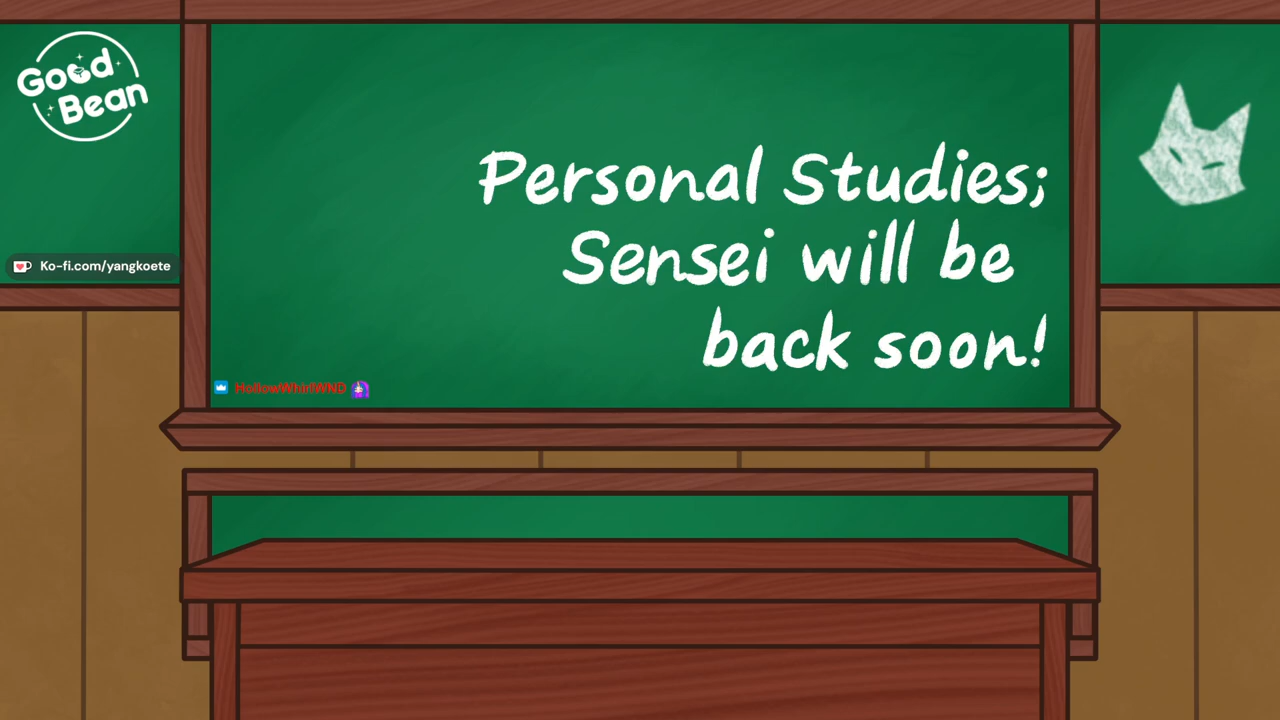 Good
Bean
Personal Studies;
Sensei will be
back soon!
Ko-fi.com/yangkoete
HollowWhirlWND